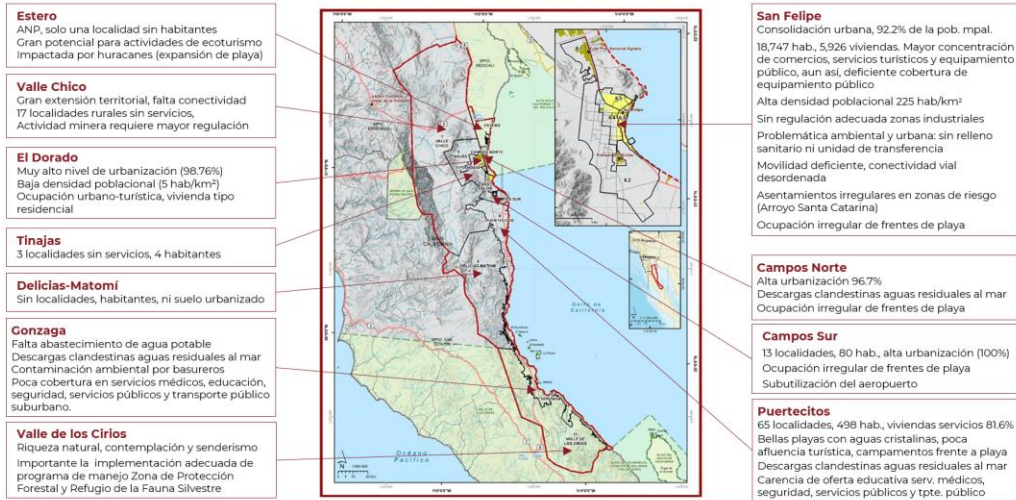 Estero
ANP, solo una localidad sin habitantes
Gran potencial para actividades de ecoturismo
Impactada por huracanes (expansión de playa)
Valle Chico
Gran extensión territorial, falta conectividad
17 localidades rurales sin servicios,
Actividad minera requiere mayor regulación
El Dorado
Muy alto nivel de urbanización (98.76%)
Baja densidad poblacional (5 hab/km²)
Ocupación urbano-turística, vivienda tipo
residencial
Tinajas
3 localidades sin servicios, 4 habitantes
Delicias-Matomí
Sin localidades, habitantes, ni suelo urbanizado
Gonzaga
Falta abastecimiento de agua potable
Descargas clandestinas aguas residuales al mar
Contaminación ambiental por basureros
Poca cobertura en servicios médicos, educación,
seguridad, servicios públicos y transporte público
suburbano.
Valle de los Cirios
Riqueza natural, contemplación y senderismo
Importante la implementación adecuada de
programa de manejo Zona de Protección
Forestal y Refugio de la Fauna Silvestre
Golfo de
California
Océano
Pacífico
San Felipe
Consolidación urbana, 92.2% de la pob. mpal.
18,747 hab., 5,926 viviendas. Mayor concentración
de comercios, servicios turísticos y equipamiento
público, aun así, deficiente cobertura de
equipamiento público
Alta densidad poblacional 225 hab/km²
Sin regulación adecuada zonas industriales
Problemática ambiental y urbana: sin relleno
sanitario ni unidad de transferencia
Movilidad deficiente, conectividad vial
desordenada
Asentamientos irregulares en zonas de riesgo
(Arroyo Santa Catarina)
Ocupación irregular de frentes de playa
Campos Norte
Alta urbanización 96.7%
Descargas clandestinas aguas residuales al mar
Ocupación irregular de frentes de playa
Campos Sur
13 localidades, 80 hab., alta urbanización (100%)
Ocupación irregular de frentes de playa
Subutilización del aeropuerto
Puertecitos
65 localidades, 498 hab., viviendas servicios 81.6%
Bellas playas con aguas cristalinas, poca
afluencia turística, campamentos frente a playa
Descargas clandestinas aguas residuales al mar
Carencia de oferta educativa serv. médicos,
seguridad, servicios públicos y tpte. público